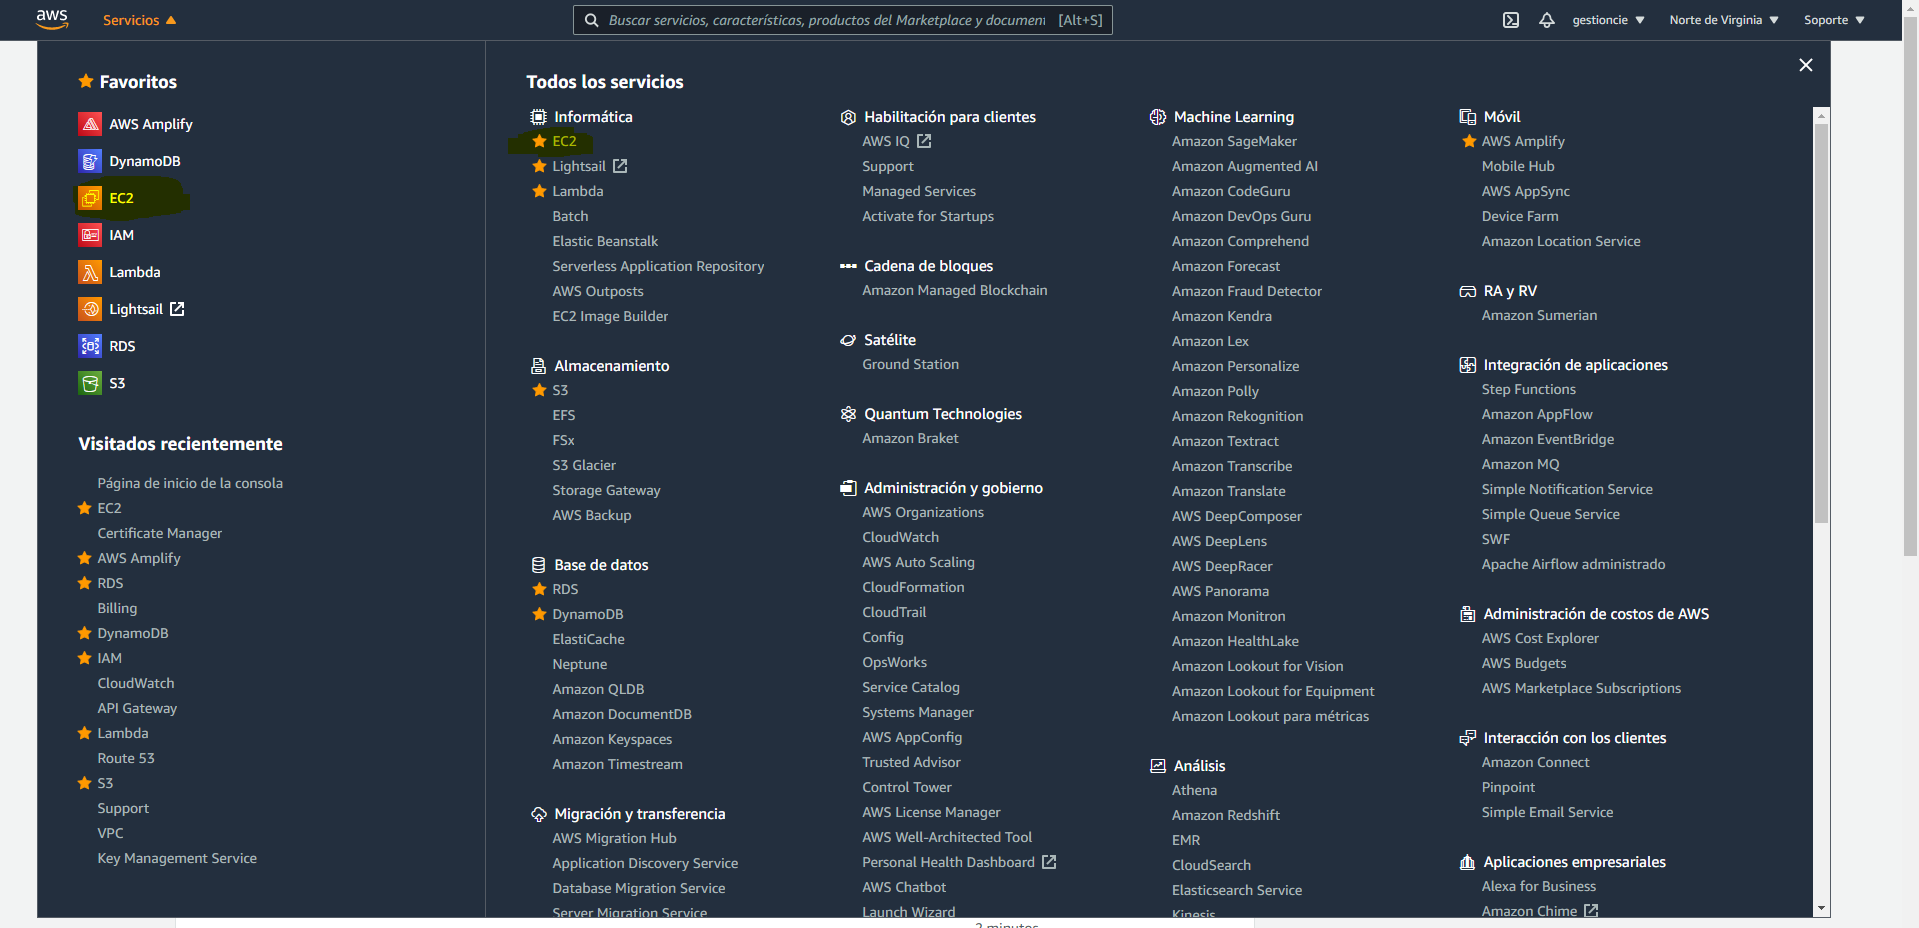 aws
Servicios
Buscar servicios, características, productos del Marketplace y document
[Alt+S]
gestioncie
Norte de Virginia
Soporte
Favoritos
AWS Amplify
DynamoDB
EC2
IAM
Lambda
Lightsail
RDS
S3
Visitados recientemente
Página de inicio de la consola
EC2
Certificate Manager
AWS Amplify
RDS
Billing
DynamoDB
IAM
CloudWatch
API Gateway
Lambda
Route 53
S3
Support
VPC
Key Management Service
Todos los servicios
Informática
EC2
Lightsail
Lambda
Batch
Elastic Beanstalk
Serverless Application Repository
AWS Outposts
EC2 Image Builder
Almacenamiento
S3
EFS
FSx
S3 Glacier
Storage Gateway
AWS Backup
Base de datos
RDS
DynamoDB
ElastiCache
Neptune
Amazon QLDB
Amazon DocumentDB
Amazon Keyspaces
Amazon Timestream
Migración y transferencia
AWS Migration Hub
Application Discovery Service
Database Migration Service
Server Migration Service
Habilitación para clientes
AWS IQ
Support
Managed Services
Activate for Startups
Cadena de bloques
Amazon Managed Blockchain
Satélite
Ground Station
Quantum Technologies
Amazon Braket
Administración y gobierno
AWS Organizations
CloudWatch
AWS Auto Scaling
CloudFormation
CloudTrail
Config
OpsWorks
Service Catalog
Systems Manager
AWS AppConfig
Trusted Advisor
Control Tower
AWS License Manager
AWS Well-Architected Tool
Personal Health Dashboard
AWS Chatbot
Launch Wizard
Machine Learning
Amazon SageMaker
Amazon Augmented AI
Amazon CodeGuru
Amazon DevOps Guru
Amazon Comprehend
Amazon Forecast
Amazon Fraud Detector
Amazon Kendra
Amazon Lex
Amazon Personalize
Amazon Polly
Amazon Rekognition
Amazon Textract
Amazon Transcribe
Amazon Translate
AWS DeepComposer
AWS DeepLens
AWS DeepRacer
AWS Panorama
Amazon Monitron
Amazon HealthLake
Amazon Lookout for Vision
Amazon Lookout for Equipment
Amazon Lookout para métricas
Análisis
Athena
Amazon Redshift
EMR
CloudSearch
Elasticsearch Service
Kinesis
Móvil
AWS Amplify
Mobile Hub
AWS AppSync
Device Farm
Amazon Location Service
RA y RV
Amazon Sumerian
Integración de aplicaciones
Step Functions
Amazon AppFlow
Amazon EventBridge
Amazon MQ
Simple Notification Service
Simple Queue Service
SWF
Apache Airflow administrado
Administración de costos de AWS
AWS Cost Explorer
AWS Budgets
AWS Marketplace Subscriptions
Interacción con los clientes
Amazon Connect
Pinpoint
Simple Email Service
Aplicaciones empresariales
Alexa for Business
Amazon Chime
2 minutos